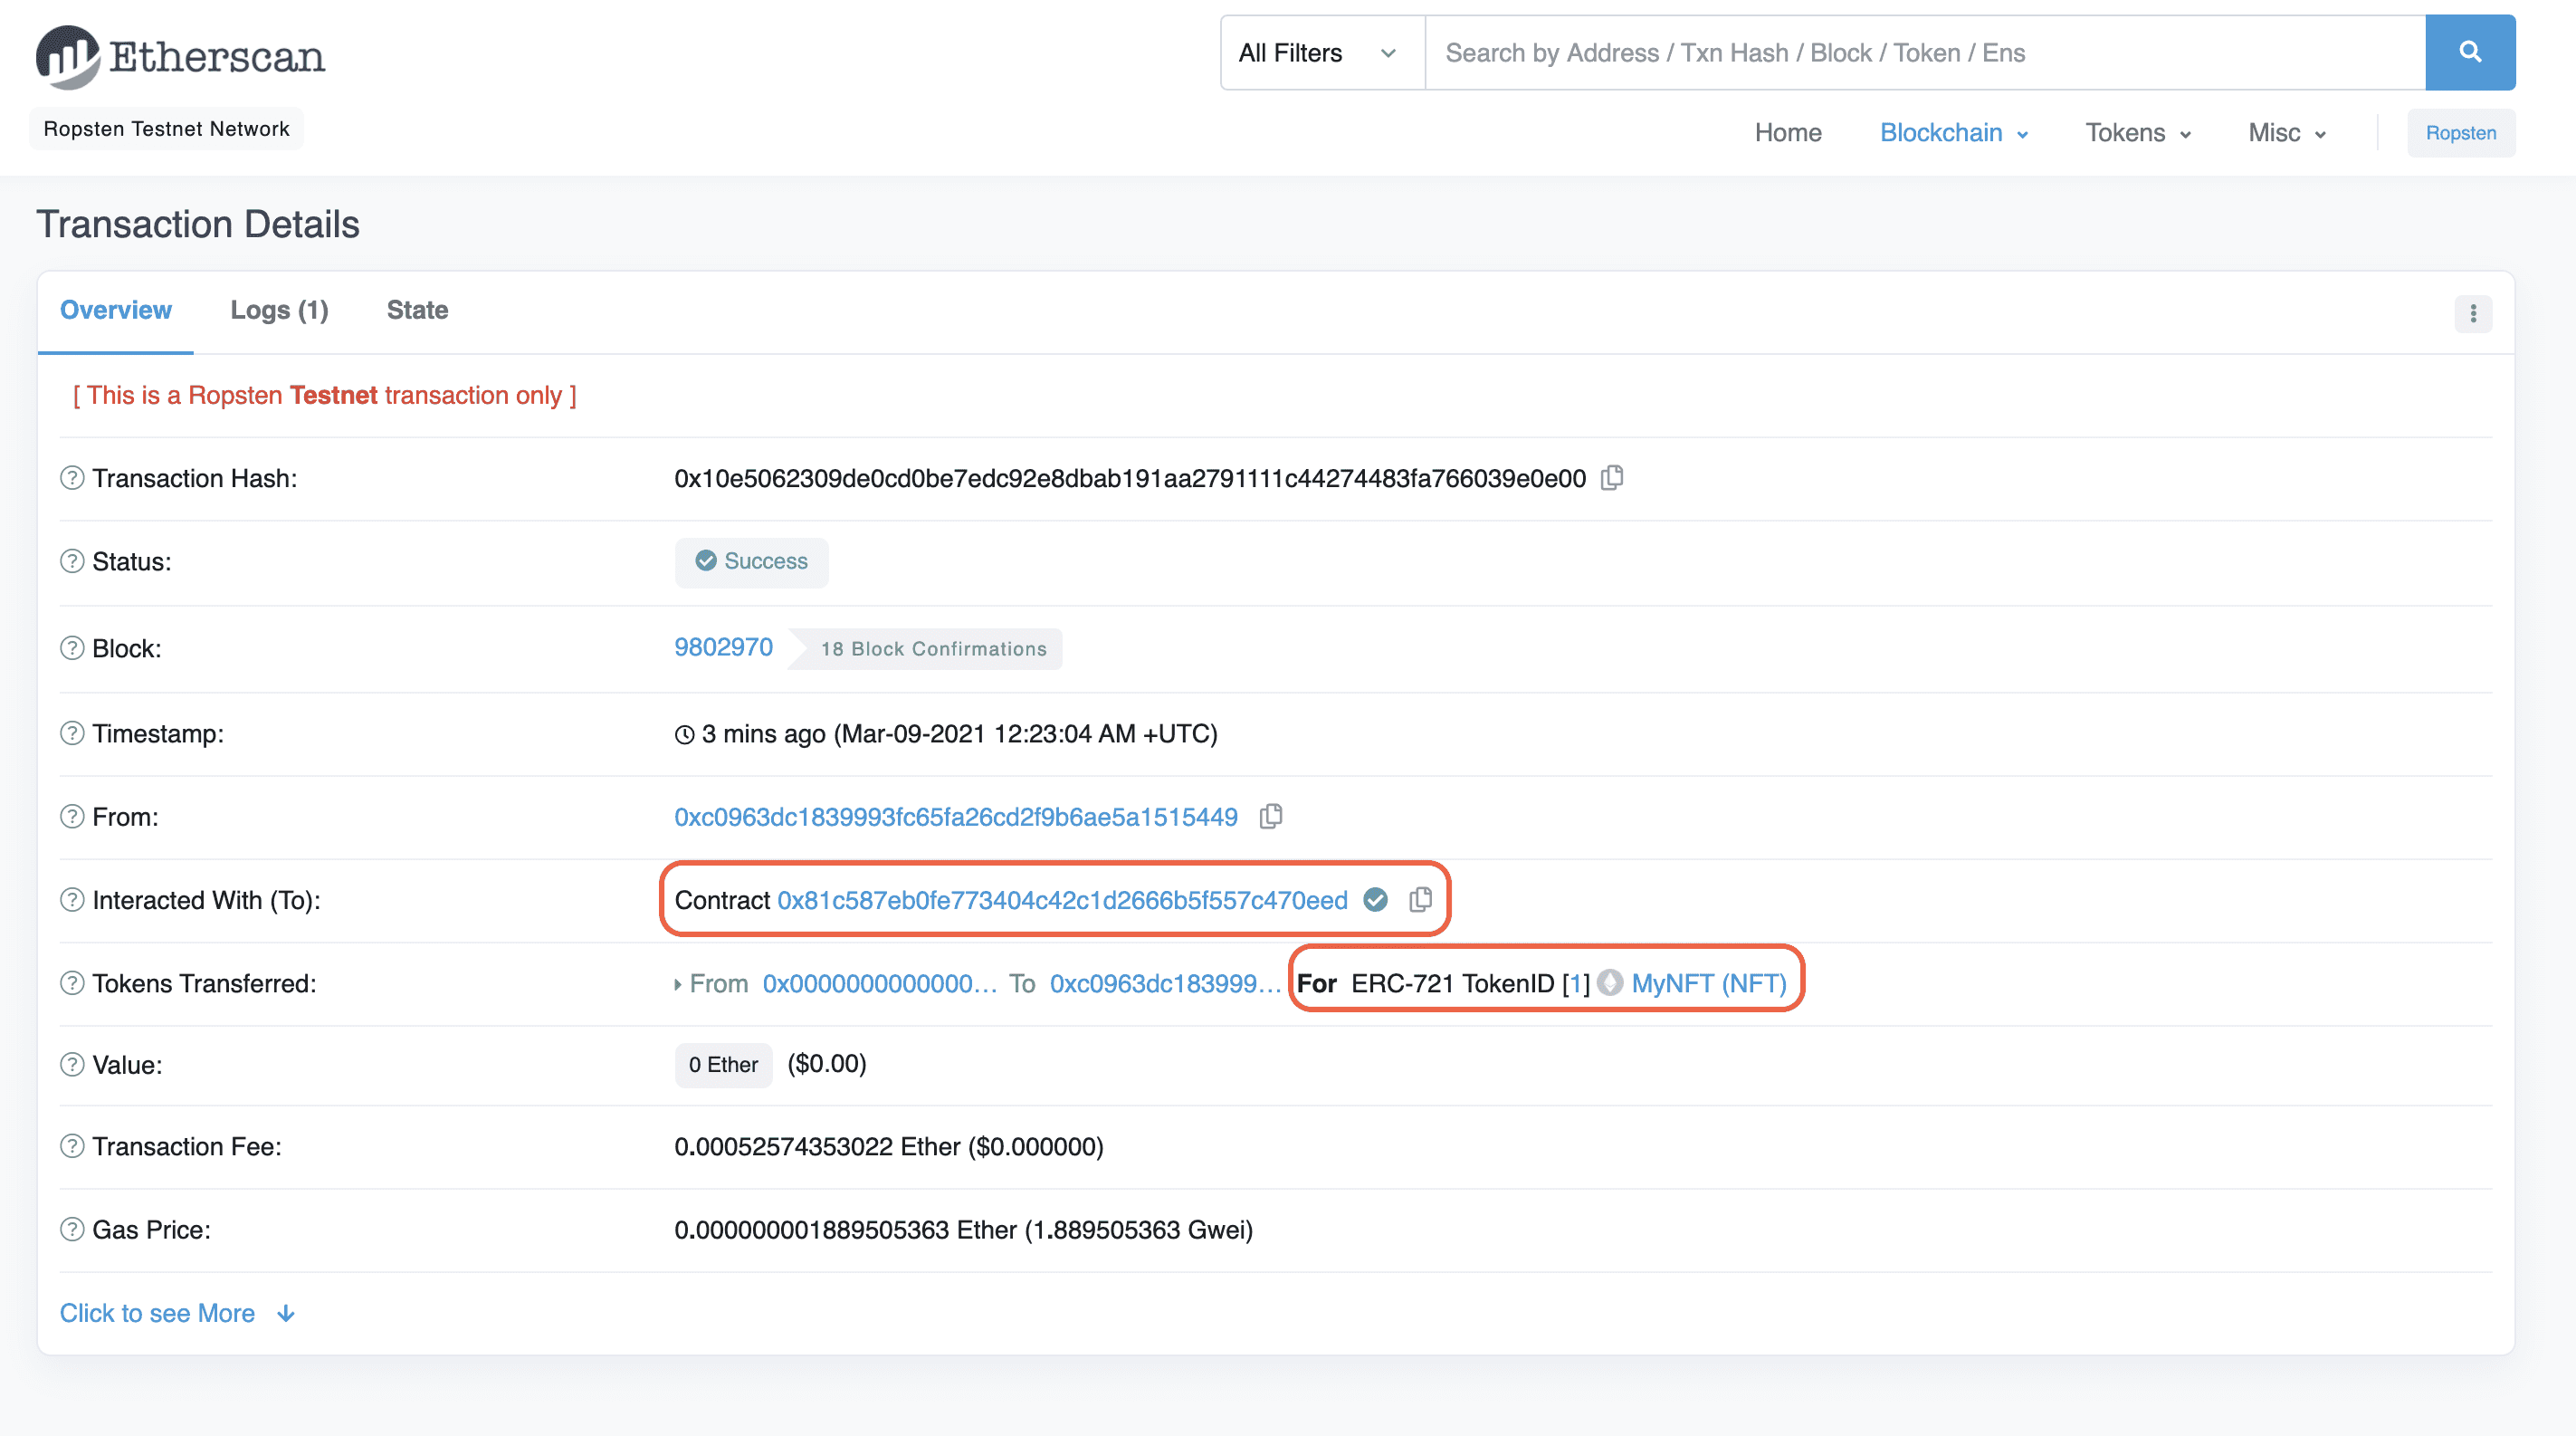 Etherscan
All Filters
Search by Address / Txn Hash / Block / Token / Ens
Ropsten Testnet Network
Home Blockchain Tokens Misc Ropsten
Transaction Details
Overview Logs (1) State
[ This is a Ropsten Testnet transaction only ]
Transaction Hash: 0x10e5062309de0cd0be7edc92e8dbab191aa2791111c44274483fa766039e0e00
Status: Success
Block: 9802970 18 Block Confirmations
Timestamp: 3 mins ago (Mar-09-2021 12:23:04 AM +UTC)
From: 0xc0963dc1839993fc65fa26cd2f9b6ae5a1515449
Interacted With (To): Contract 0x81c587eb0fe773404c42c1d2666b5f557c470eed
Tokens Transferred: From 0x0000000000000... To 0xc0963dc183999... For ERC-721 TokenID [1] MyNFT (NFT)
Value: 0 Ether ($0.00)
Transaction Fee: 0.00052574353022 Ether ($0.000000)
Gas Price: 0.000000001889505363 Ether (1.889505363 Gwei)
Click to see More